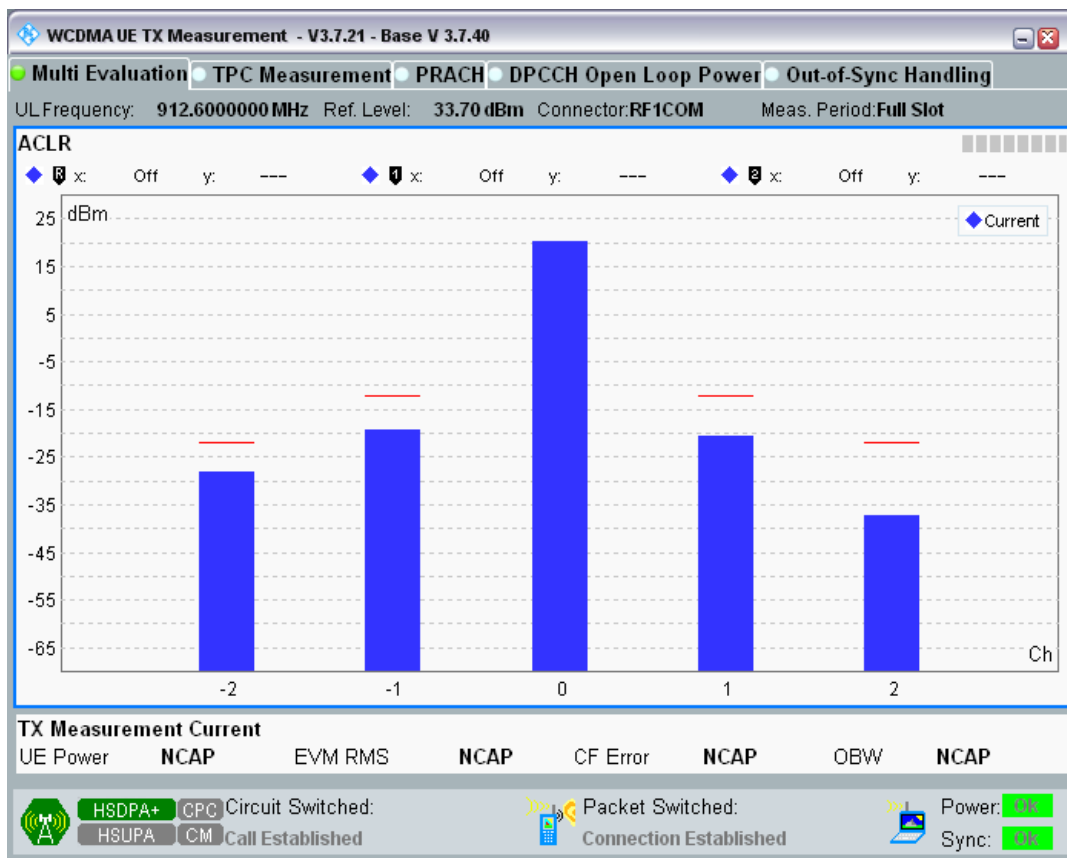 WCDMA UE TX Measurement - V3.7.21 - Base V 3.7.40
Multi Evaluation TPC Measurement PRACH DPCCH Open Loop Power Out-of-Sync Handling
UL Frequency: 912.6000000 MHz Ref. Level: 33.70 dBm Connector:RF1COM Meas. Period:Full Slot
ACLR
R x: Off y: --- 1 x: Off y: --- 2 x: Off y: ---
dBm
Current
25
15
5
-5
-15
-25
-35
-45
-55
-65
Ch
-2 -1 0 1 2
TX Measurement Current
UE Power NCAP EVM RMS NCAP CF Error NCAP OBW NCAP
HSDPA+ CPC Circuit Switched: Packet Switched: Power: Ok
HSUPA CM Call Established Connection Established Sync: Ok